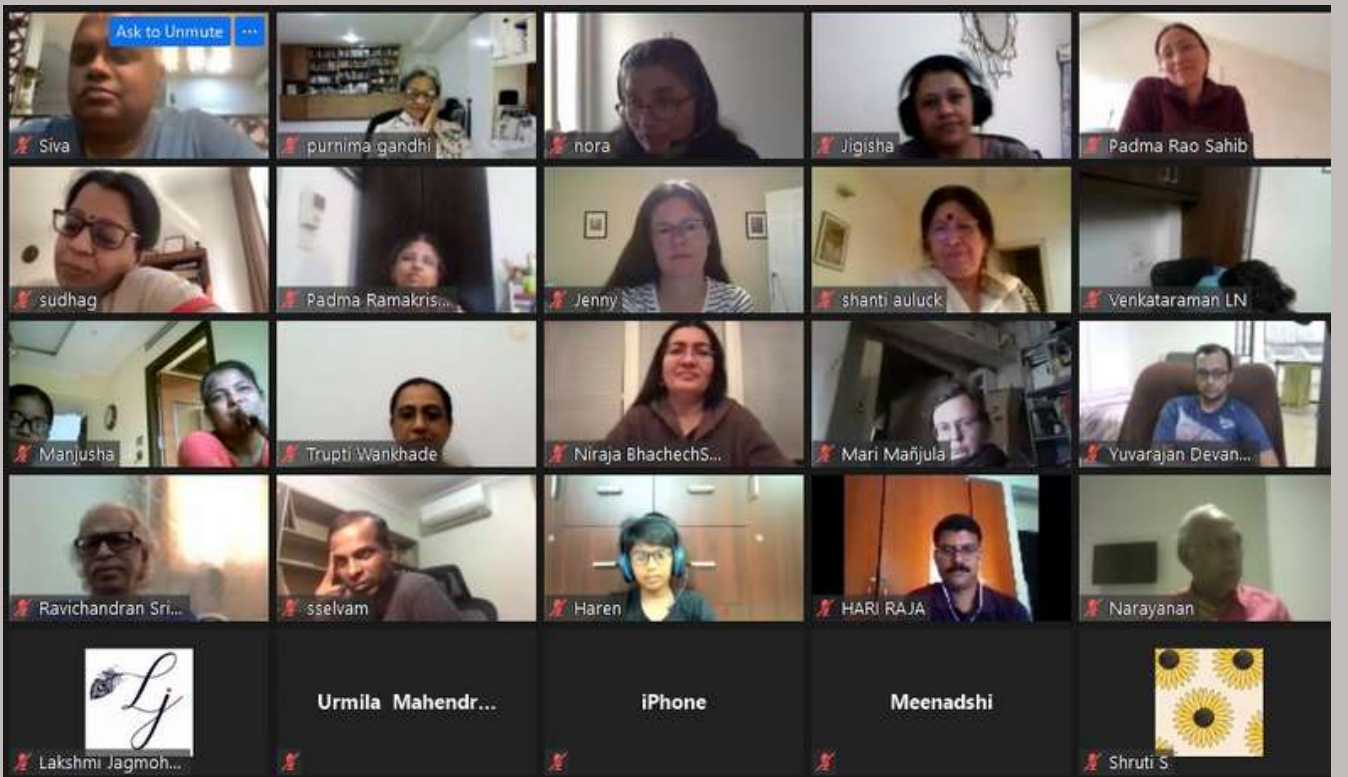 Ask to Unmute ...
Siva
purnima gandhi
nora
Jigisha
Padma Rao Sahib
sudhag
Padma Ramakris...
Jenny
shanti auluck
Venkataraman LN
Manjusha
Trupti Wankhade
Niraja BhachechS...
Mari Mañjula
Yuvarajan Devan...
Ravichandran Sri...
sselvam
Haren
HARI RAJA
Narayanan
Lj
Lakshmi Jagmoh...
Urmila Mahendr...
iPhone
Meenadshi
Shruti S